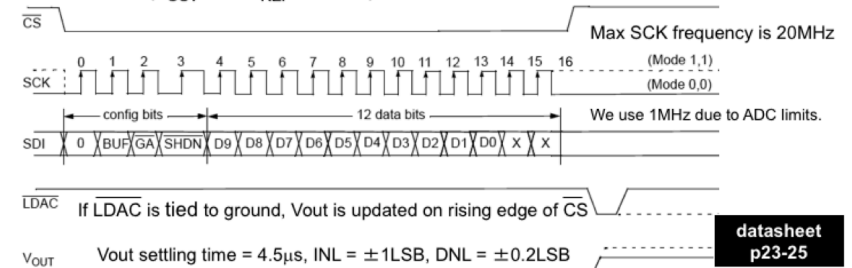 CS
Max SCK frequency is 20MHz
0 1 2 3 4 5 6 7 8 9 10 11 12 13 14 15 16 (Mode 1,1)
SCK
(Mode 0,0)
config bits 12 data bits We use 1MHz due to ADC limits.
SDI 0 BUF GA SHDN D9 D8 D7 D6 D5 D4 D3 D2 D1 D0 X X
LDAC If LDAC is tied to ground, Vout is updated on rising edge of CS
datasheet
VOUT Vout settling time = 4.5μs, INL = ±1LSB, DNL = ±0.2LSB
p23-25